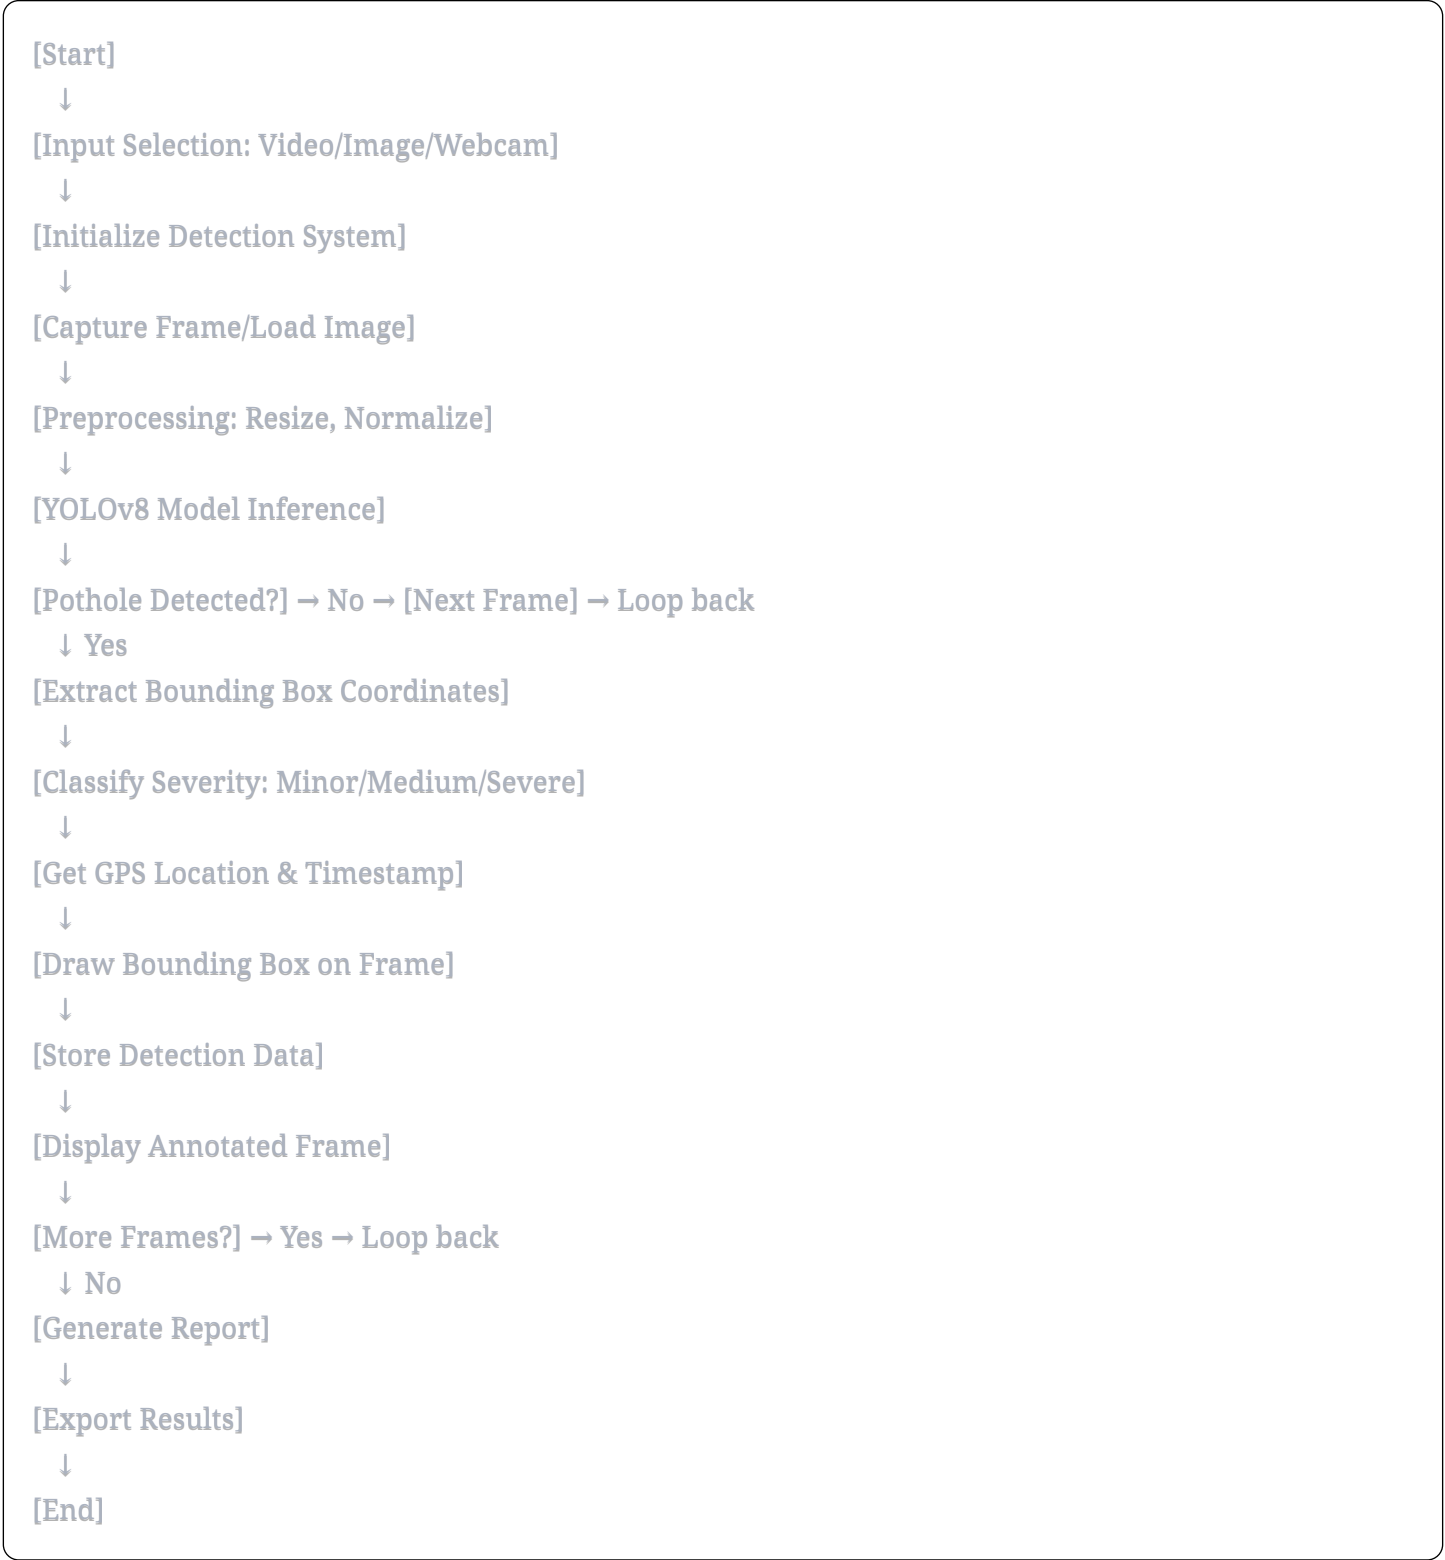 [Start]
↓
[Input Selection: Video/Image/Webcam]
↓
[Initialize Detection System]
↓
[Capture Frame/Load Image]
↓
[Preprocessing: Resize, Normalize]
↓
[YOLOv8 Model Inference]
↓
[Pothole Detected?] → No → [Next Frame] → Loop back
↓ Yes
[Extract Bounding Box Coordinates]
↓
[Classify Severity: Minor/Medium/Severe]
↓
[Get GPS Location & Timestamp]
↓
[Draw Bounding Box on Frame]
↓
[Store Detection Data]
↓
[Display Annotated Frame]
↓
[More Frames?] → Yes → Loop back
↓ No
[Generate Report]
↓
[Export Results]
↓
[End]